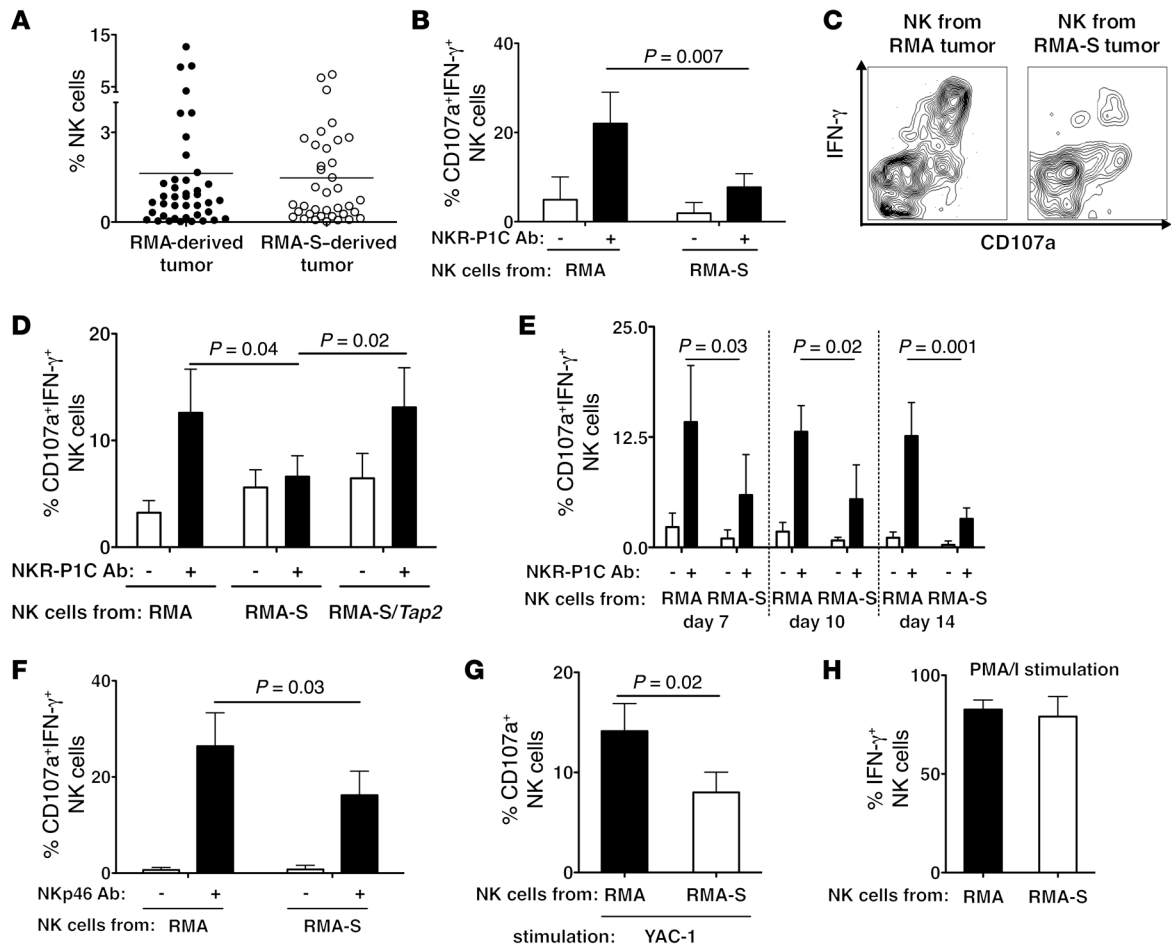 A
15
5
3
0
% NK cells
RMA-derived
tumor
RMA-S–derived
tumor
B
40
20
0
% CD107a⁺IFN-γ⁺
NK cells
P = 0.007
NKR-P1C Ab: - + - +
NK cells from: RMA RMA-S
C
NK from
RMA tumor
NK from
RMA-S tumor
IFN-γ
CD107a
D
20
10
0
% CD107a⁺IFN-γ⁺
NK cells
P = 0.04
P = 0.02
NKR-P1C Ab: - + - + - +
NK cells from: RMA RMA-S RMA-S/Tap2
E
25.0
12.5
0.0
% CD107a⁺IFN-γ⁺
NK cells
P = 0.03
P = 0.02
P = 0.001
NKR-P1C Ab: - + - + - + - + - + - +
NK cells from: RMA RMA-S RMA RMA-S RMA RMA-S
day 7 day 10 day 14
F
40
20
0
% CD107a⁺IFN-γ⁺
NK cells
P = 0.03
NKp46 Ab: - + - +
NK cells from: RMA RMA-S
G
20
10
0
% CD107a⁺
NK cells
P = 0.02
NK cells from: RMA RMA-S
stimulation: YAC-1
H
PMA/I stimulation
100
50
0
% IFN-γ⁺
NK cells
NK cells from: RMA RMA-S